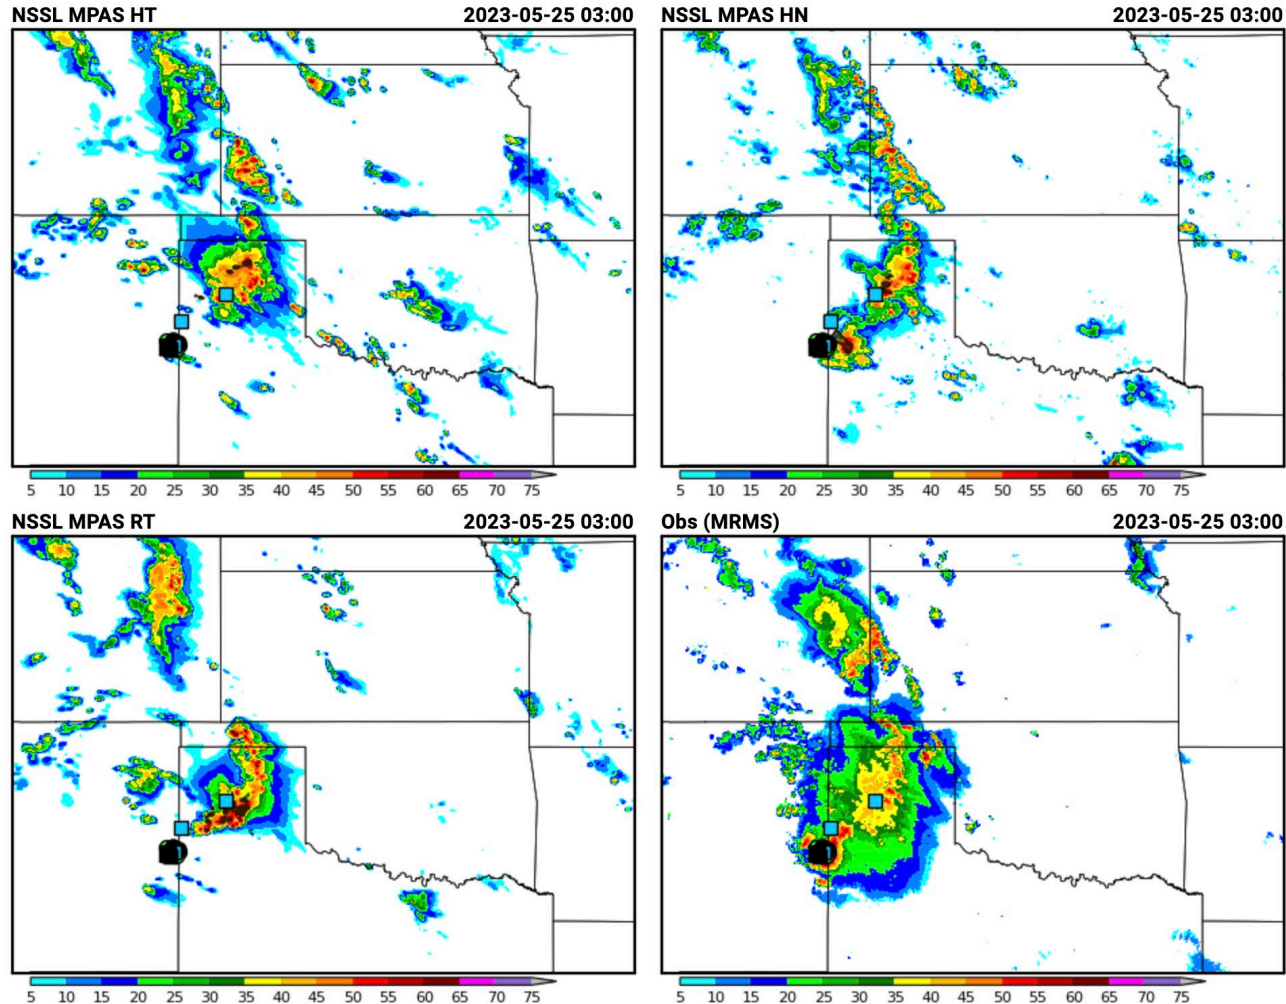 NSSL MPAS HT 2023-05-25 03:00
NSSL MPAS HN 2023-05-25 03:00
5 10 15 20 25 30 35 40 45 50 55 60 65 70 75
5 10 15 20 25 30 35 40 45 50 55 60 65 70 75
NSSL MPAS RT 2023-05-25 03:00
Obs (MRMS) 2023-05-25 03:00
5 10 15 20 25 30 35 40 45 50 55 60 65 70 75
5 10 15 20 25 30 35 40 45 50 55 60 65 70 75